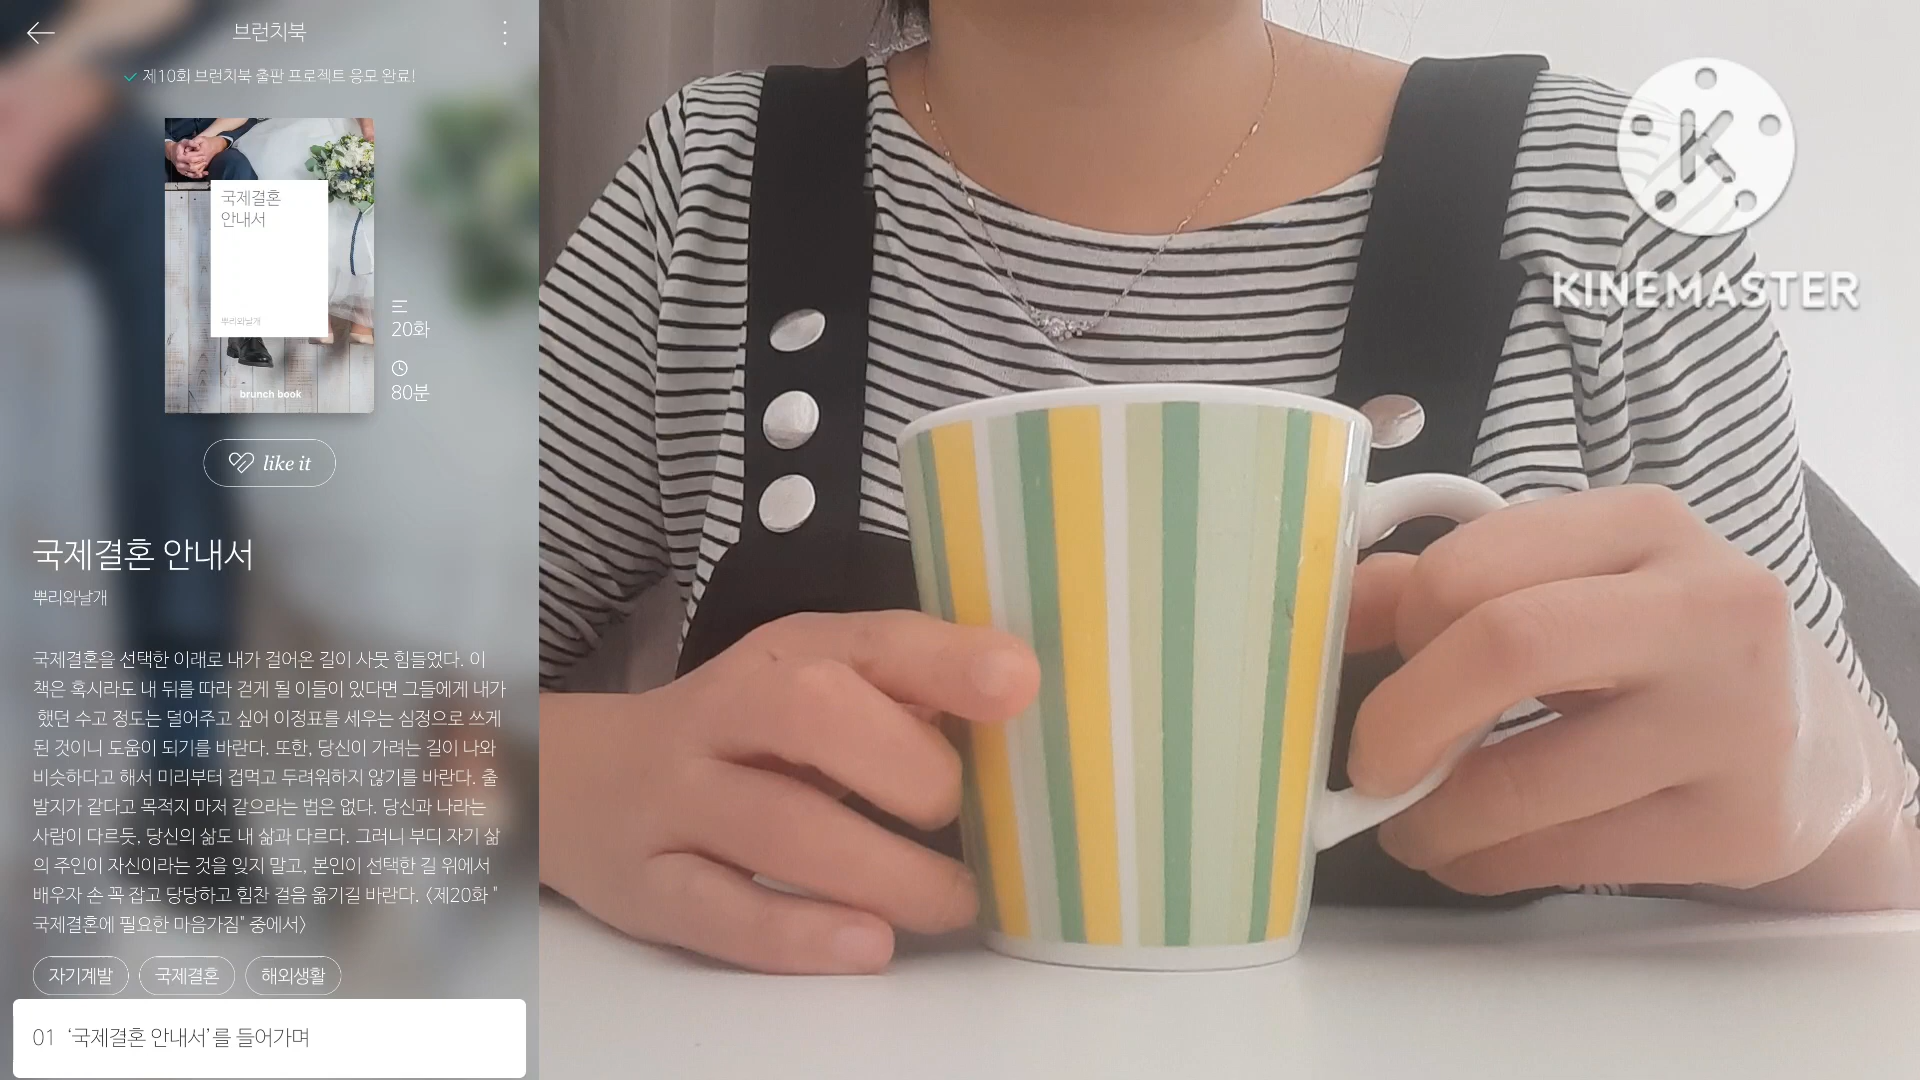 브런치북
제10회 브런치북 출판 프로젝트 응모 완료!
국제결혼
안내서
뿌리와날개
brunch book
20화
80분
like it
국제결혼 안내서
뿌리와날개
국제결혼을 선택한 이래로 내가 걸어온 길이 사뭇 힘들었다. 이
책은 혹시라도 내 뒤를 따라 걷게 될 이들이 있다면 그들에게 내가
했던 수고 정도는 덜어주고 싶어 이정표를 세우는 심정으로 쓰게
된 것이니 도움이 되기를 바란다. 또한, 당신이 가려는 길이 나와
비슷하다고 해서 미리부터 겁먹고 두려워하지 않기를 바란다. 출
발지가 같다고 목적지 마저 같으라는 법은 없다. 당신과 나라는
사람이 다르듯, 당신의 삶도 내 삶과 다르다. 그러니 부디 자기 삶
의 주인이 자신이라는 것을 잊지 말고, 본인이 선택한 길 위에서
배우자 손 꼭 잡고 당당하고 힘찬 걸음 옮기길 바란다. <제20화 "
국제결혼에 필요한 마음가짐" 중에서>
자기계발 국제결혼 해외생활
01 ‘국제결혼 안내서’를 들어가며
K
KINEMASTER